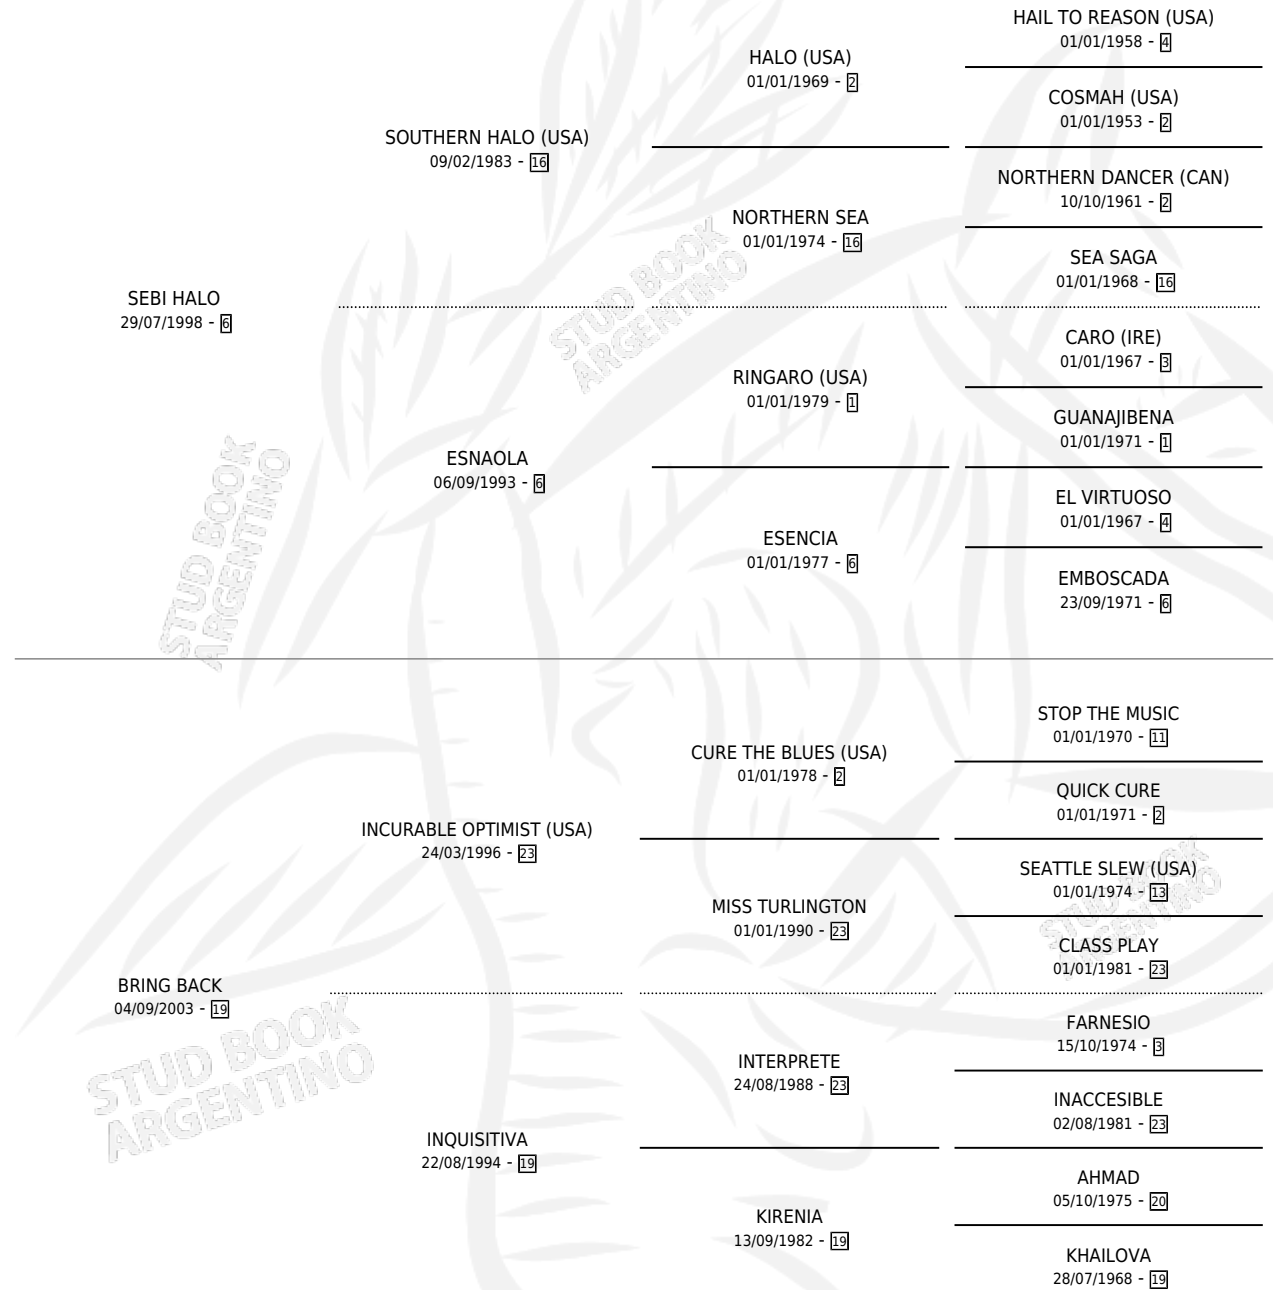 HAIL TO REASON (USA)
01/01/1958 - 4
HALO (USA)
01/01/1969 - 2
COSMAH (USA)
01/01/1953 - 2
SOUTHERN HALO (USA)
09/02/1983 - 16
NORTHERN DANCER (CAN)
10/10/1961 - 2
NORTHERN SEA
01/01/1974 - 16
SEA SAGA
01/01/1968 - 16
SEBI HALO
29/07/1998 - 6
STUD BOOK
ARGENTINO
CARO (IRE)
01/01/1967 - 3
RINGARO (USA)
01/01/1979 - 1
GUANAJIBENA
01/01/1971 - 1
ESNAOLA
06/09/1993 - 6
EL VIRTUOSO
01/01/1967 - 4
ESENCIA
01/01/1977 - 6
EMBOSCADA
23/09/1971 - 6
STUD BOOK
ARGENTINO
STOP THE MUSIC
01/01/1970 - 11
CURE THE BLUES (USA)
01/01/1978 - 2
QUICK CURE
01/01/1971 - 2
INCURABLE OPTIMIST (USA)
24/03/1996 - 23
SEATTLE SLEW (USA)
01/01/1974 - 13
MISS TURLINGTON
01/01/1990 - 23
CLASS PLAY
01/01/1981 - 23
STUD BOOK
ARGENTINO
BRING BACK
04/09/2003 - 19
FARNESIO
15/10/1974 - 3
INTERPRETE
24/08/1988 - 23
INACCESIBLE
02/08/1981 - 23
STUD BOOK
ARGENTINO
INQUISITIVA
22/08/1994 - 19
AHMAD
05/10/1975 - 20
KIRENIA
13/09/1982 - 19
KHAILOVA
28/07/1968 - 19